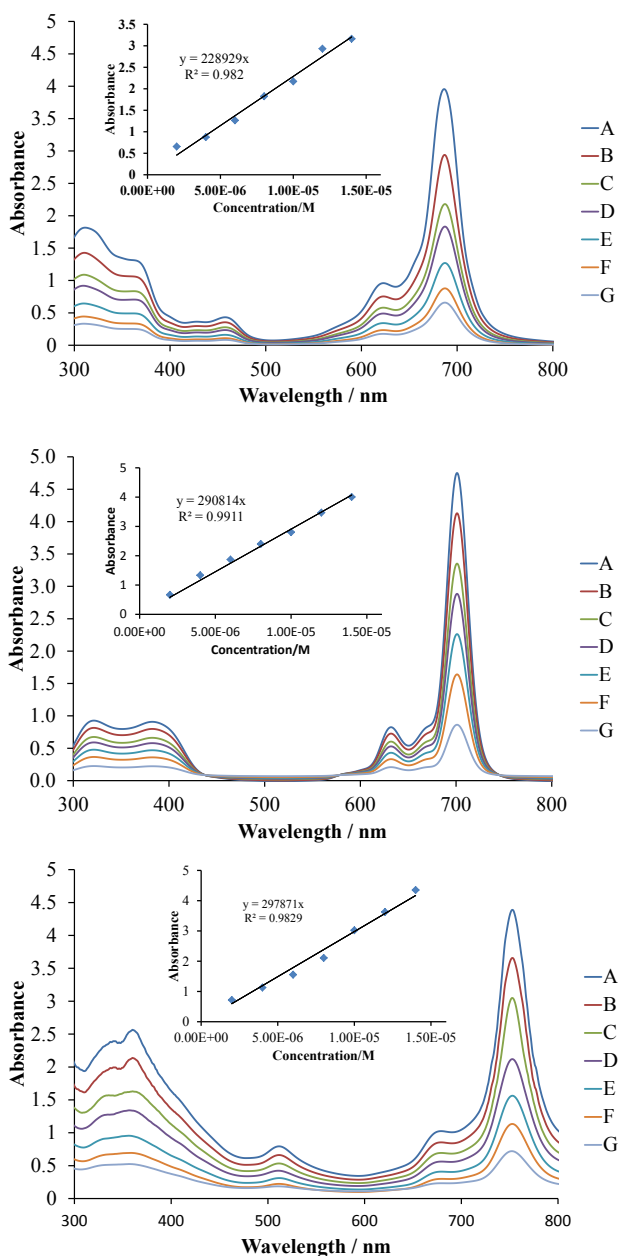 y = 228929x
R² = 0.982
Absorbance
3.5
3
2.5
2
1.5
1
0.5
0.00E+00 5.00E-06 1.00E-05 1.50E-05
Concentration/M
Absorbance
5
4.5
4
3.5
3
2.5
2
1.5
1
0.5
0
300 400 500 600 700 800
Wavelength / nm
A
B
C
D
E
F
G
y = 290814x
R² = 0.9911
Absorbance
5
4
3
2
1
0
0.00E+00 5.00E-06 1.00E-05 1.50E-05
Concentration/M
Absorbance
5.0
4.5
4.0
3.5
3.0
2.5
2.0
1.5
1.0
0.5
0.0
300 400 500 600 700 800
Wavelength / nm
A
B
C
D
E
F
G
y = 297871x
R² = 0.9829
Absorbance
5
4
3
2
1
0
0.00E+00 5.00E-06 1.00E-05 1.50E-05
Concentration/M
Absorbance
5
4.5
4
3.5
3
2.5
2
1.5
1
0.5
0
300 400 500 600 700 800
Wavelength / nm
A
B
C
D
E
F
G